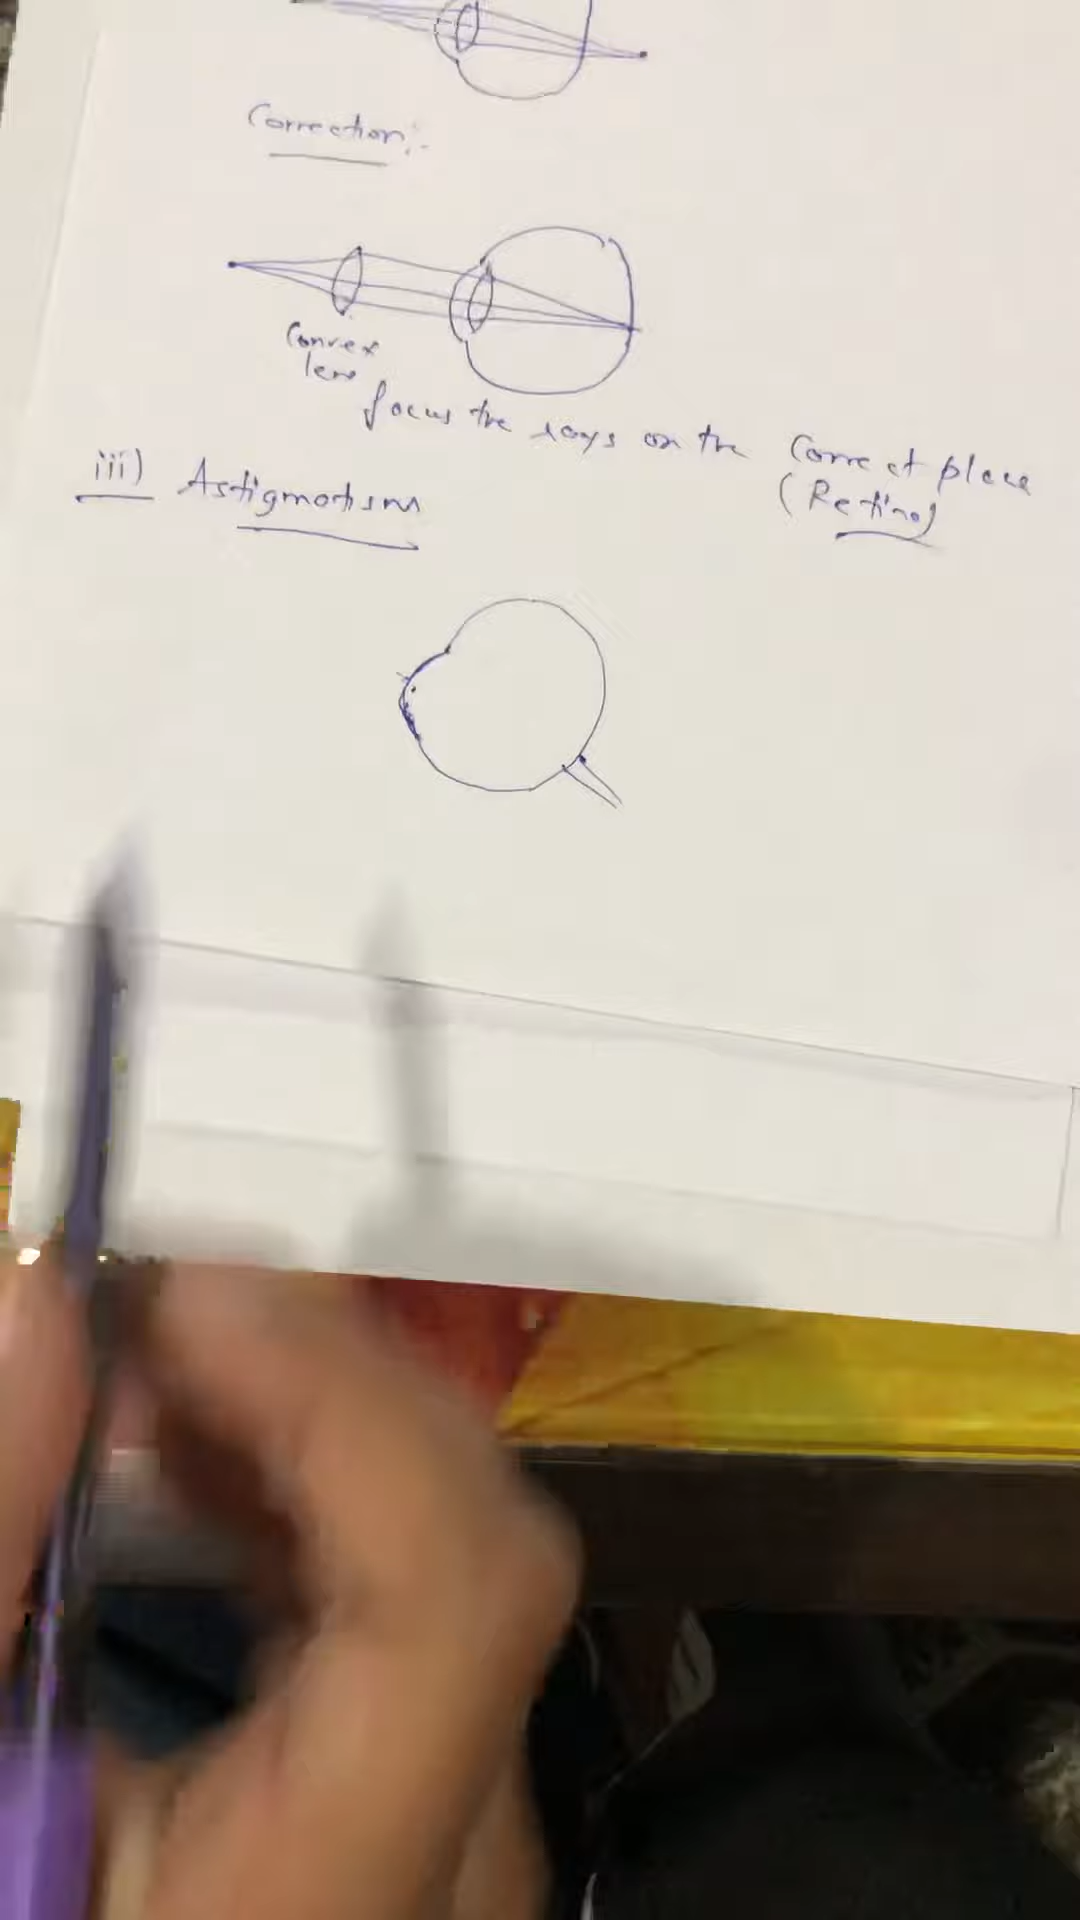 Correction:-
Convex
lens
focus the rays on the Correct place
(Retina)
iii) Astigmatism